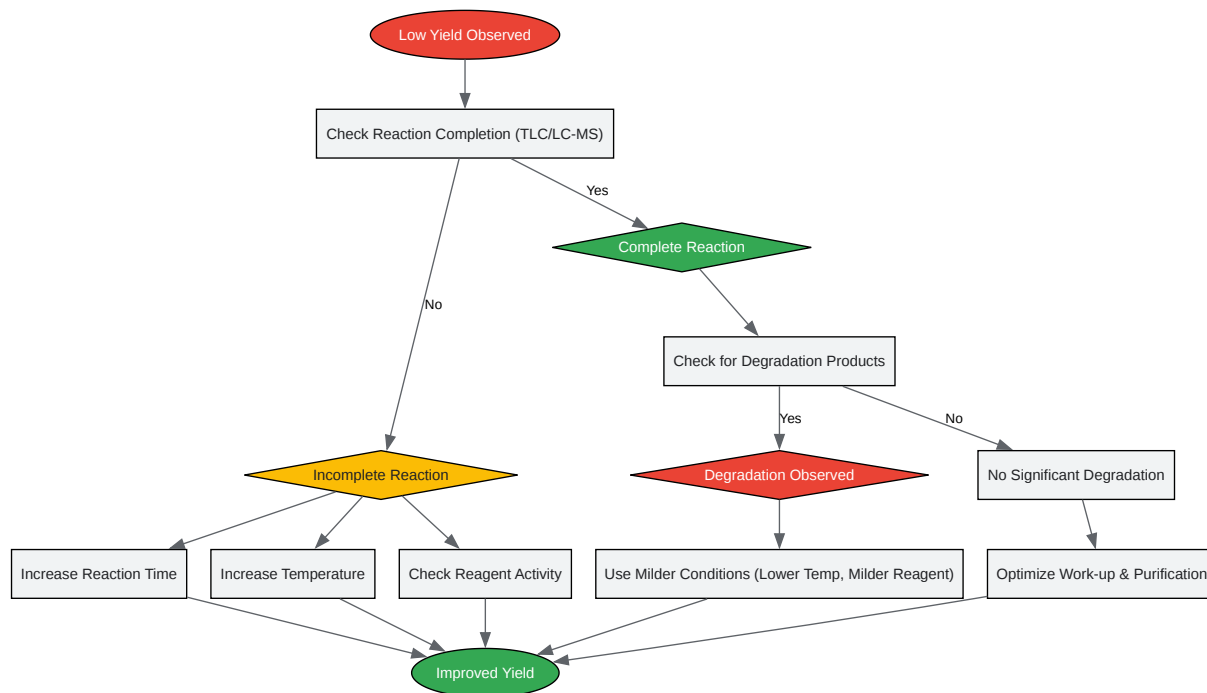 Low Yield Observed
Check Reaction Completion (TLC/LC-MS)
Yes
Complete Reaction
No
Check for Degradation Products
Yes
No
Incomplete Reaction
Degradation Observed
No Significant Degradation
Increase Reaction Time
Increase Temperature
Check Reagent Activity
Use Milder Conditions (Lower Temp, Milder Reagent)
Optimize Work-up & Purification
Improved Yield